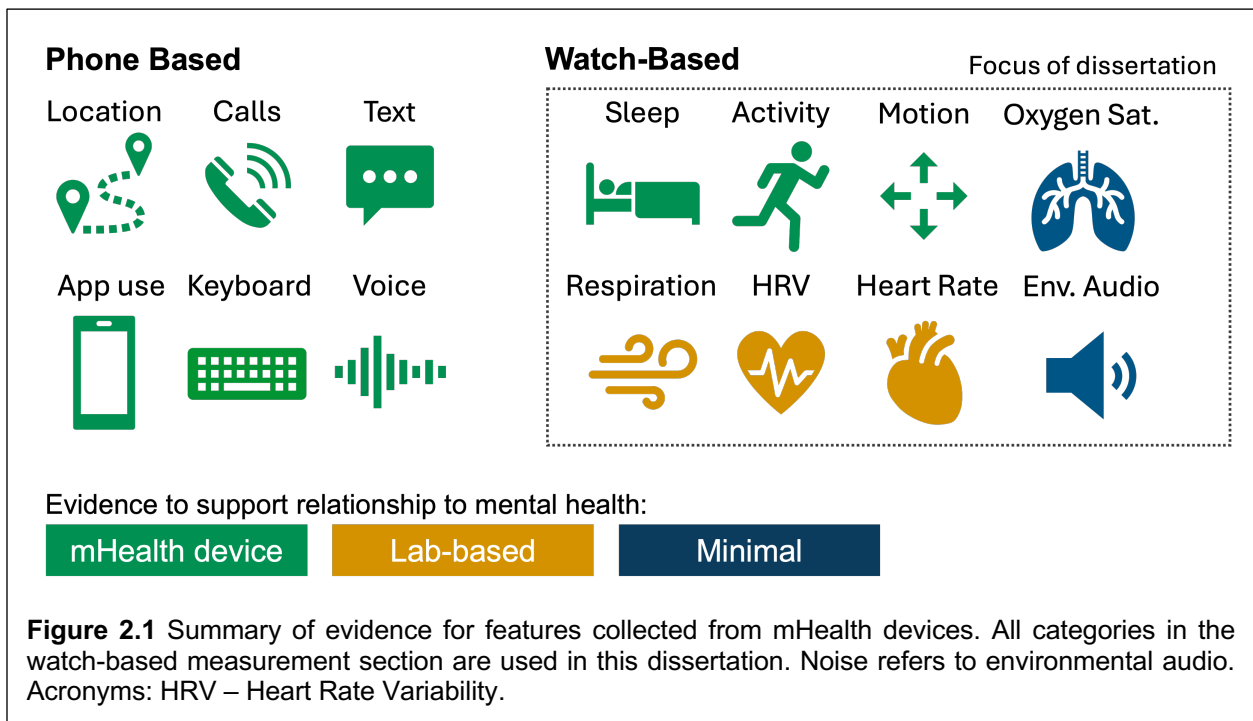 Phone Based
Watch-Based
Focus of dissertation
Location Calls Text
Sleep Activity Motion Oxygen Sat.
App use Keyboard Voice
Respiration HRV Heart Rate Env. Audio
Evidence to support relationship to mental health:
mHealth device Lab-based Minimal
Figure 2.1 Summary of evidence for features collected from mHealth devices. All categories in the
watch-based measurement section are used in this dissertation. Noise refers to environmental audio.
Acronyms: HRV – Heart Rate Variability.